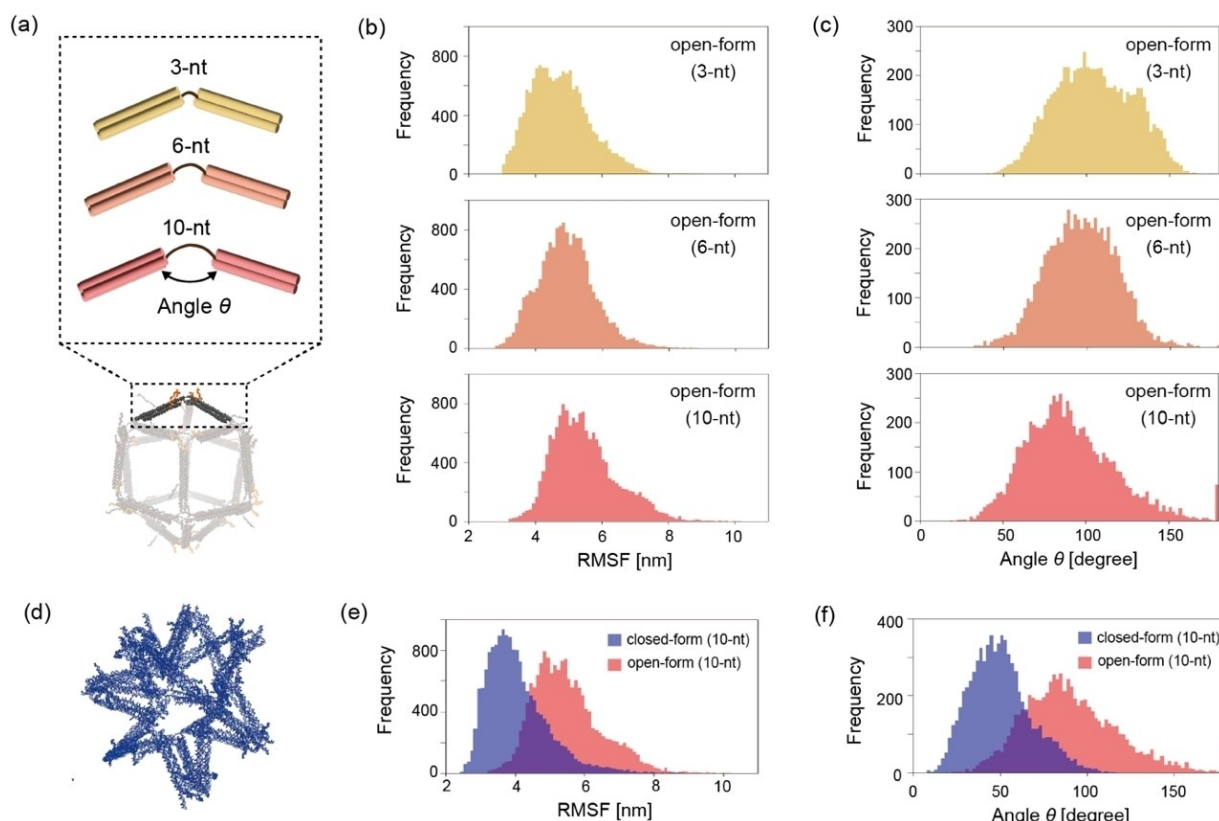 (a)
3-nt
6-nt
10-nt
Angle θ
(b)
Frequency
800
400
0
open-form
(3-nt)
Frequency
800
400
0
open-form
(6-nt)
Frequency
800
400
0
open-form
(10-nt)
2
4
6
8
10
RMSF [nm]
(c)
Frequency
300
200
100
0
open-form
(3-nt)
Frequency
300
200
100
0
open-form
(6-nt)
Frequency
300
200
100
0
open-form
(10-nt)
0
50
100
150
Angle θ [degree]
(d)
(e)
Frequency
800
400
0
closed-form (10-nt)
open-form (10-nt)
2
4
6
8
10
RMSF [nm]
(f)
Frequency
400
200
0
closed-form (10-nt)
open-form (10-nt)
0
50
100
150
Angle θ [degree]